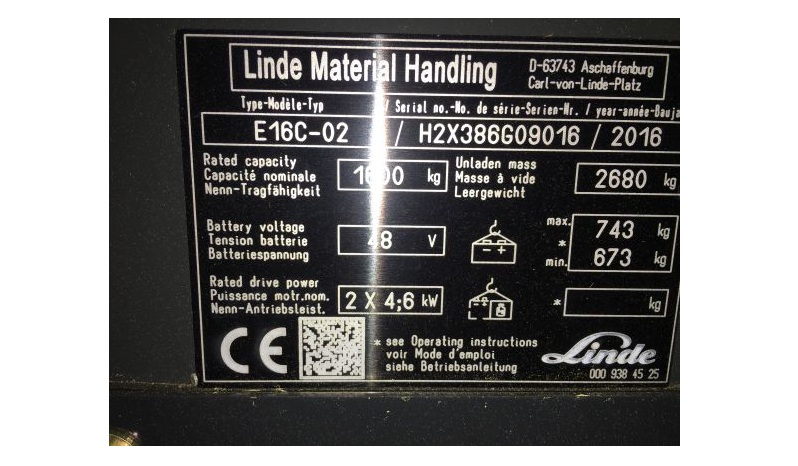 Linde Material Handling
D-63743 Aschaffenburg
Carl-von-Linde-Platz
Type-Modèle-Typ / Serial no.-No. de série-Serien-Nr. / year-année-Bauja
E16C-02 / H2X386G09016 / 2016
Rated capacity
Capacité nominale
Nenn-Tragfähigkeit
1600 kg
Unladen mass
Masse à vide
Leergewicht
2680 kg
Battery voltage
Tension batterie
Batteriespannung
48 V
- +
max. 743 kg
*
min. 673 kg
Rated drive power
Puissance motr.nom.
Nenn-Antriebsleist.
2 X 4;6 kW
* kg
CE
* see Operating instructions
voir Mode d'emploi
siehe Betriebsanleitung
Linde
000 938 45 25